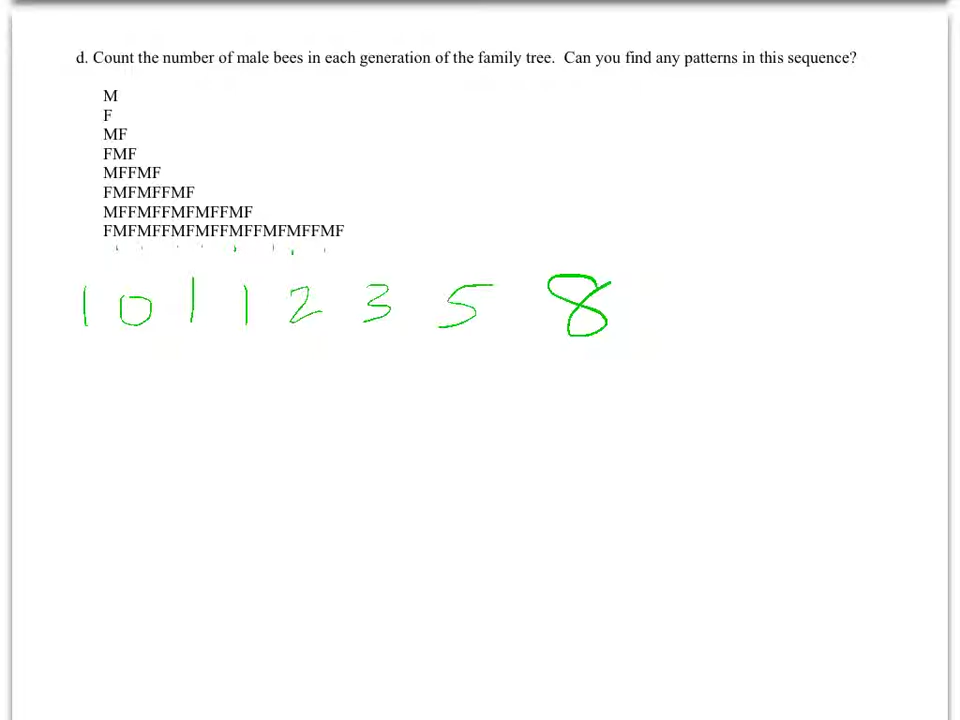 d. Count the number of male bees in each generation of the family tree. Can you find any patterns in this sequence?
M
F
MF
FMF
MFFMF
FMFMFFMF
MFFMFFMFMFFMF
FMFMFFMFMFFMFFMFMFFMF
1 0 1 1 2 3 5 8